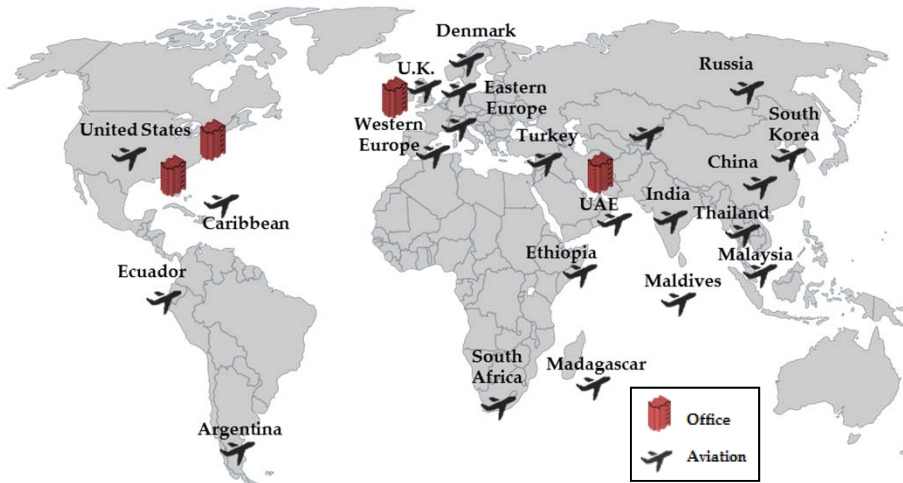 Denmark
U.K.
Russia
Eastern
Europe
United States
Western
Europe
Turkey
South
Korea
China
Caribbean
UAE
India
Thailand
Ethiopia
Malaysia
Ecuador
Maldives
South
Africa
Madagascar
Argentina
Office
Aviation